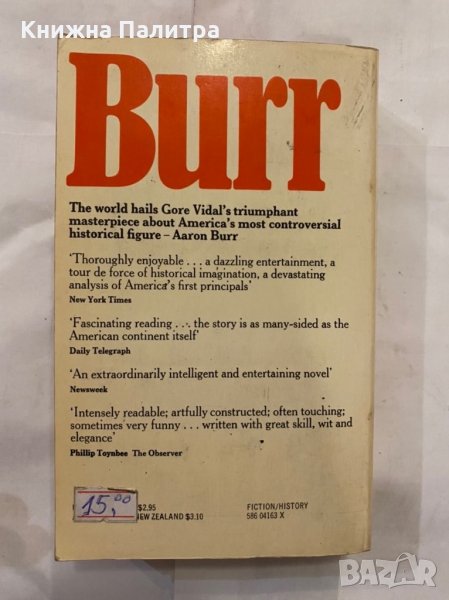 Книжна Палитра
Burr
The world hails Gore Vidal's triumphant
masterpiece about America's most controversial
historical figure – Aaron Burr
'Thoroughly enjoyable . . . a dazzling entertainment, a
tour de force of historical imagination, a devastating
analysis of America's first principals'
New York Times
'Fascinating reading . . . the story is as many-sided as the
American continent itself'
Daily Telegraph
'An extraordinarily intelligent and entertaining novel'
Newsweek
'Intensely readable; artfully constructed; often touching;
sometimes very funny . . . written with great skill, wit and
elegance'
Phillip Toynbee The Observer
15,00
$2.95
NEW ZEALAND $3.10
FICTION/HISTORY
586 04163 X
BAZAR